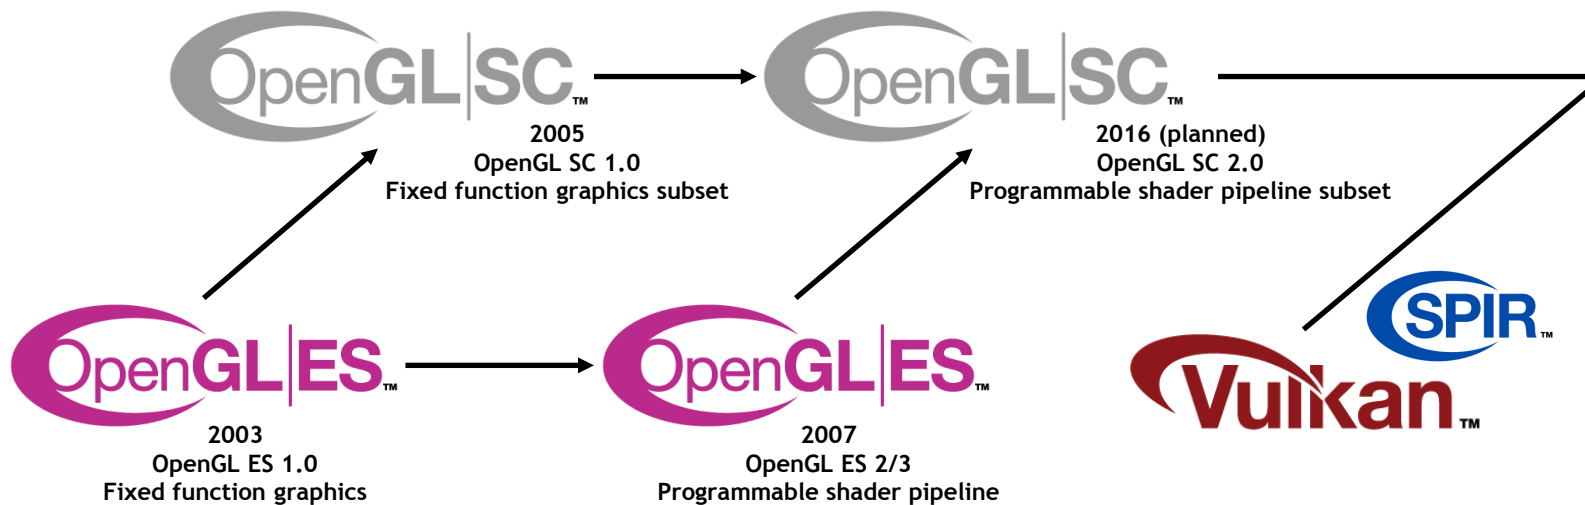 OpenGL|SC™
2005
OpenGL SC 1.0
Fixed function graphics subset
OpenGL|SC™
2016 (planned)
OpenGL SC 2.0
Programmable shader pipeline subset
OpenGL|ES™
2003
OpenGL ES 1.0
Fixed function graphics
OpenGL|ES™
2007
OpenGL ES 2/3
Programmable shader pipeline
SPIR™
Vulkan™